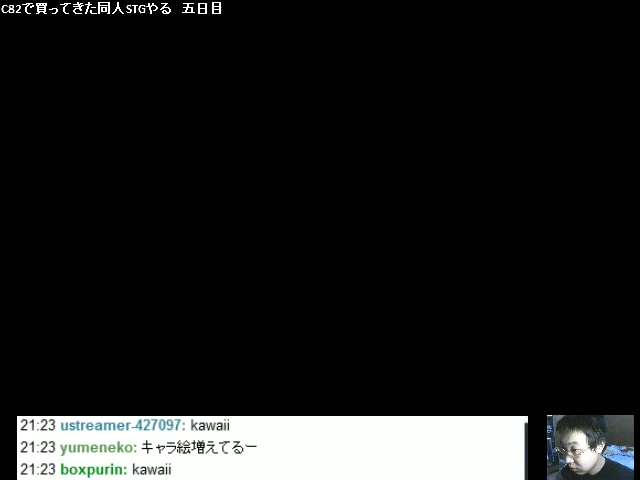 C82で買ってきた同人STGやる 五日目
21:23 ustreamer-427097: kawaii
21:23 yumeneko: キャラ絵増えてるー
21:23 boxpurin: kawaii